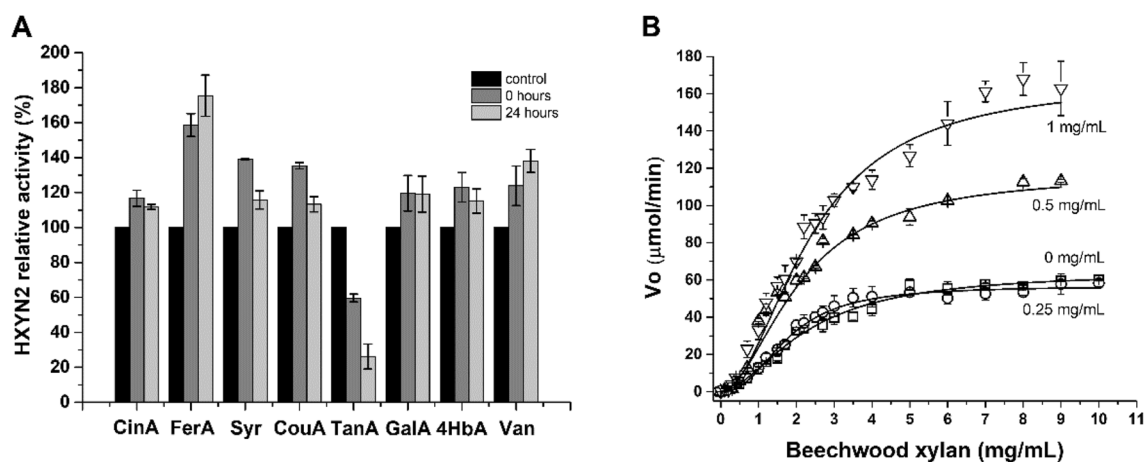 A
HXYN2 relative activity (%)
200
180
160
140
120
100
80
60
40
20
0
control
0 hours
24 hours
CinA FerA Syr CouA TanA GalA 4HbA Van
B
Vo (μmol/min)
180
160
140
120
100
80
60
40
20
0
1 mg/mL
0.5 mg/mL
0 mg/mL
0.25 mg/mL
0 1 2 3 4 5 6 7 8 9 10 11
Beechwood xylan (mg/mL)